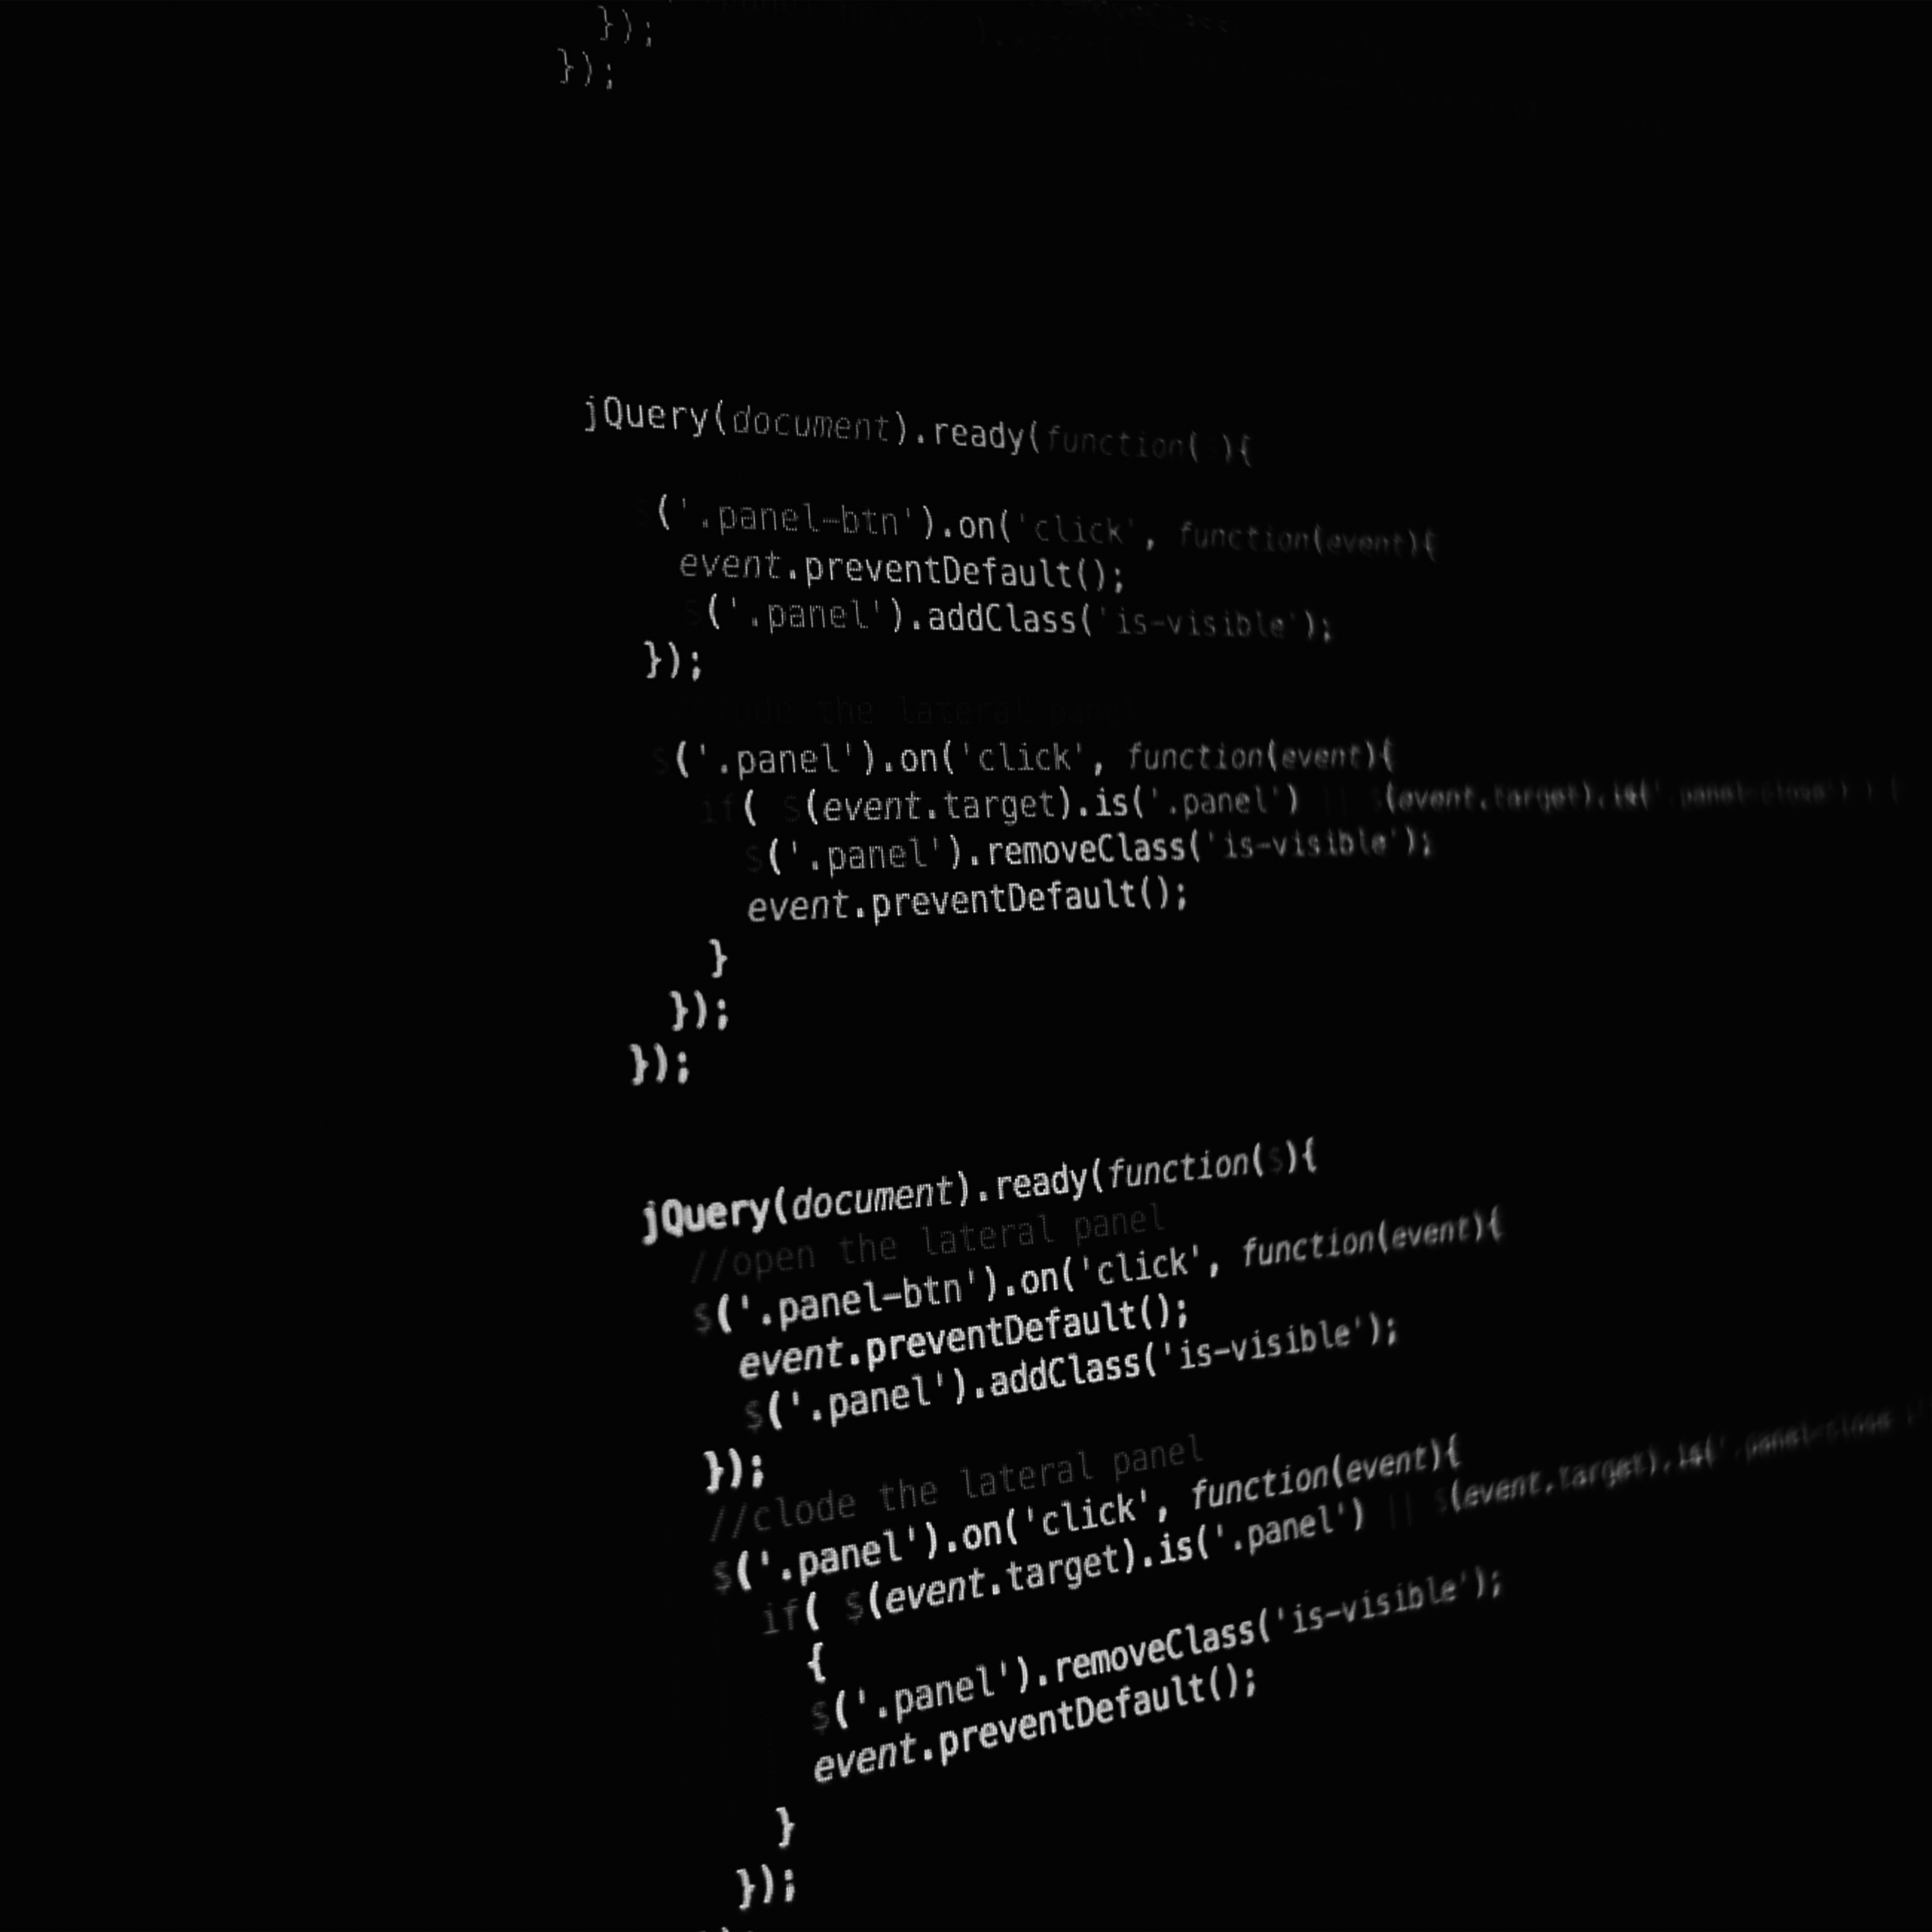 });
});
jQuery(document).ready(function( ){
$('.panel-btn').on('click', function(event){
event.preventDefault();
$('.panel').addClass('is-visible');
});
the lateral panel
$('.panel').on('click', function(event){
if( $(event.target).is('.panel') || $(event.target).is('.panel-close') ) {
$('.panel').removeClass('is-visible');
event.preventDefault();
}
});
});
jQuery(document).ready(function($){
//open the lateral panel
$('.panel-btn').on('click', function(event){
event.preventDefault();
$('.panel').addClass('is-visible');
});
//clode the lateral panel
$('.panel').on('click', function(event){
if( $(event.target).is('.panel') || $(event.target).is('.panel-close
{
$('.panel').removeClass('is-visible');
event.preventDefault();
}
});